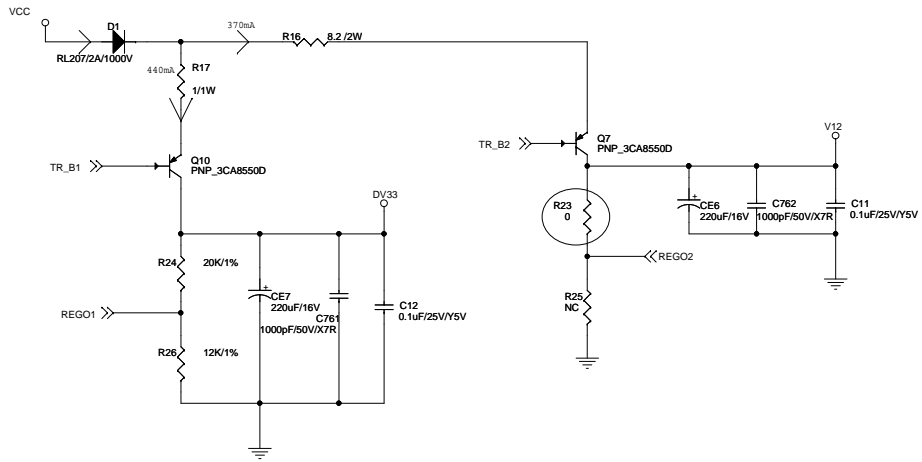 VCC
D1
RL207/2A/1000V
370mA
R16
8.2 /2W
440mA
R17
1/1W
TR_B1
Q10
PNP_3CA8550D
TR_B2
Q7
PNP_3CA8550D
V12
DV33
R23
0
CE6
220uF/16V
C762
1000pF/50V/X7R
C11
0.1uF/25V/Y5V
REGO2
R24
20K/1%
CE7
220uF/16V
C761
1000pF/50V/X7R
C12
0.1uF/25V/Y5V
REGO1
R25
NC
R26
12K/1%